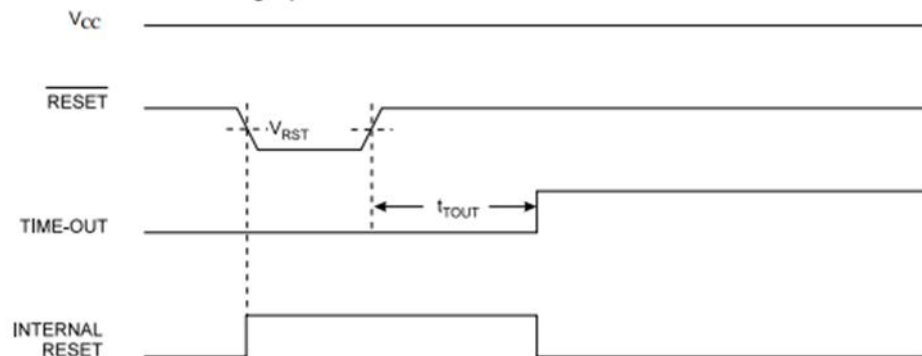 VCC
RESET
VRST
tTOUT
TIME-OUT
INTERNAL
RESET